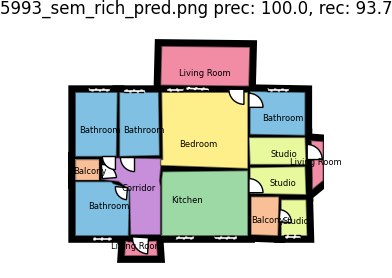 5993_sem_rich_pred.png prec: 100.0, rec: 93.7
Living Room
Bathroom
Bathroom
Bathroom
Bedroom
Studio
Living Room
Balcony
Studio
Corridor
Kitchen
Bathroom
Balcony
Studio
Living Room